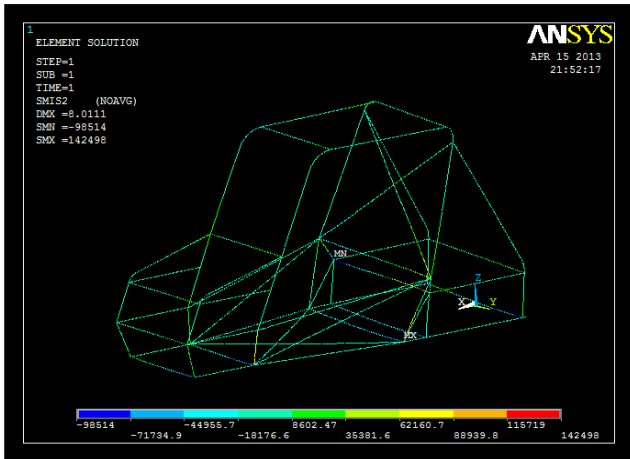 1
ANSYS
ELEMENT SOLUTION
APR 15 2013
21:52:17
STEP=1
SUB =1
TIME=1
SMIS2 (NOAVG)
DMX =8.0111
SMN =-98514
SMX =142498
MN
Z
X
Y
MX
-98514 -44955.7 8602.47 62160.7 115719
-71734.9 -18176.6 35381.6 88939.8 142498